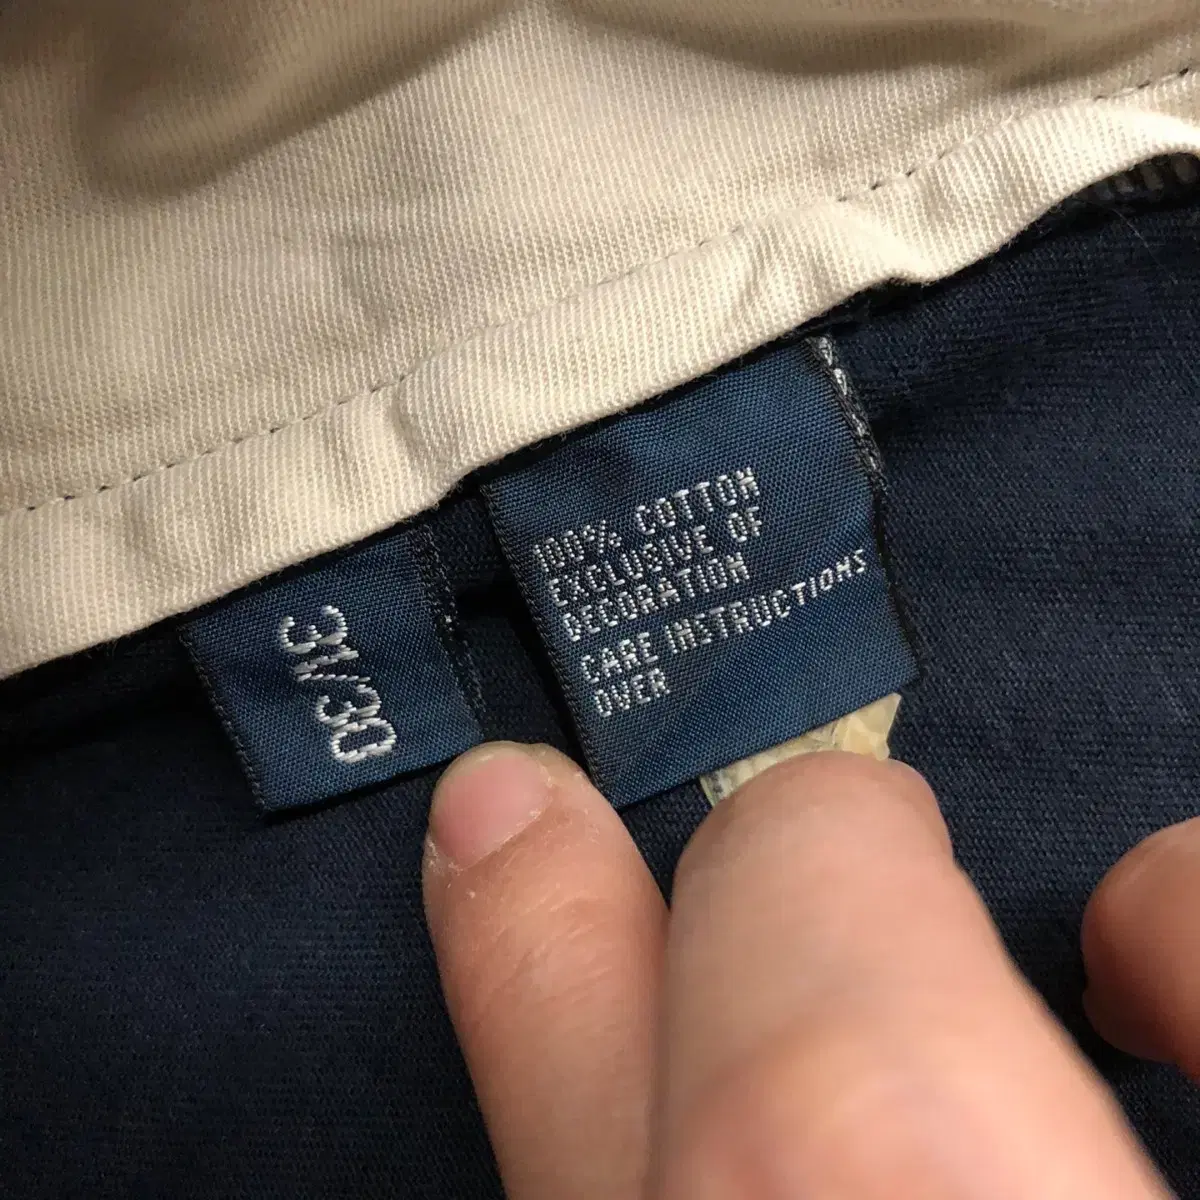 31/30
100% COTTON
EXCLUSIVE OF
DECORATION
CARE INSTRUCTIONS
OVER